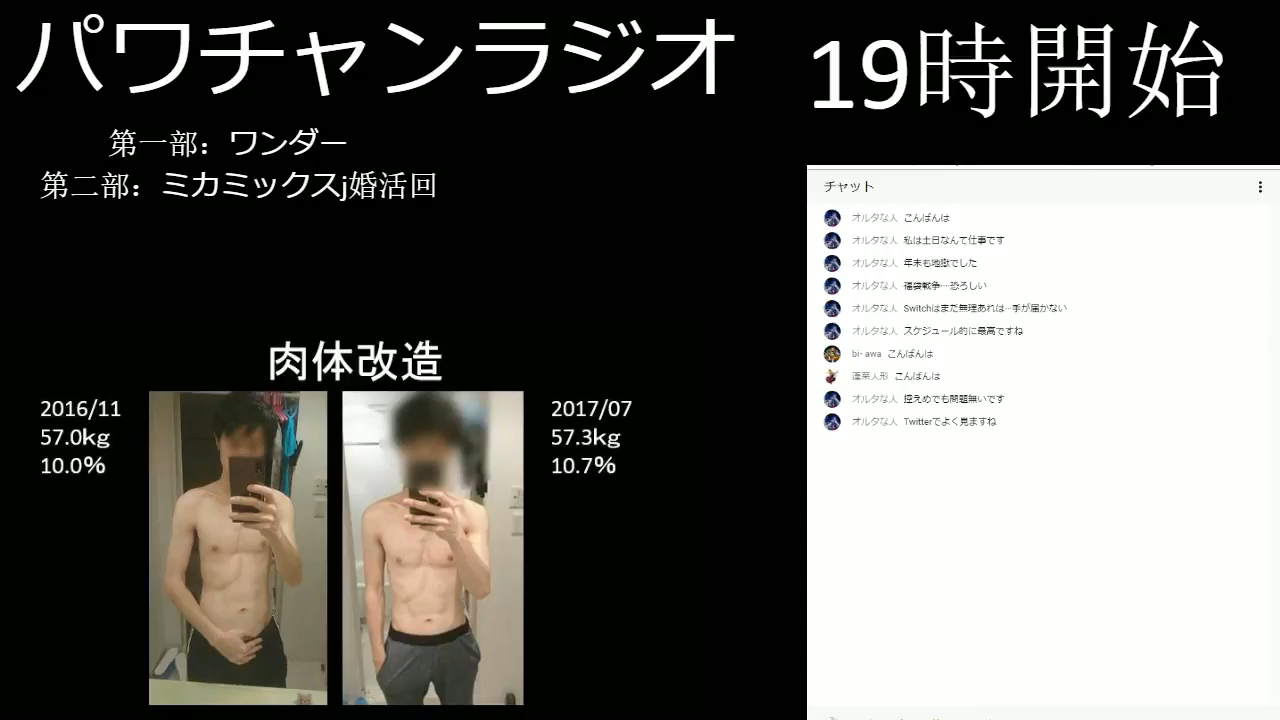 パワチャンラジオ
19時開始
第一部：ワンダー
第二部：ミカミックスj婚活回
肉体改造
2016/11
57.0kg
10.0%
2017/07
57.3kg
10.7%
チャット
オルタな人 こんばんは
オルタな人 私は土日なんて仕事です
オルタな人 年末も地獄でした
オルタな人 福袋戦争…恐ろしい
オルタな人 Switchはまだ無理あれは…手が届かない
オルタな人 スケジュール的に最高ですね
bi- awa こんばんは
蓬莱人形 こんばんは
オルタな人 控えめでも問題無いです
オルタな人 Twitterでよく見ますね